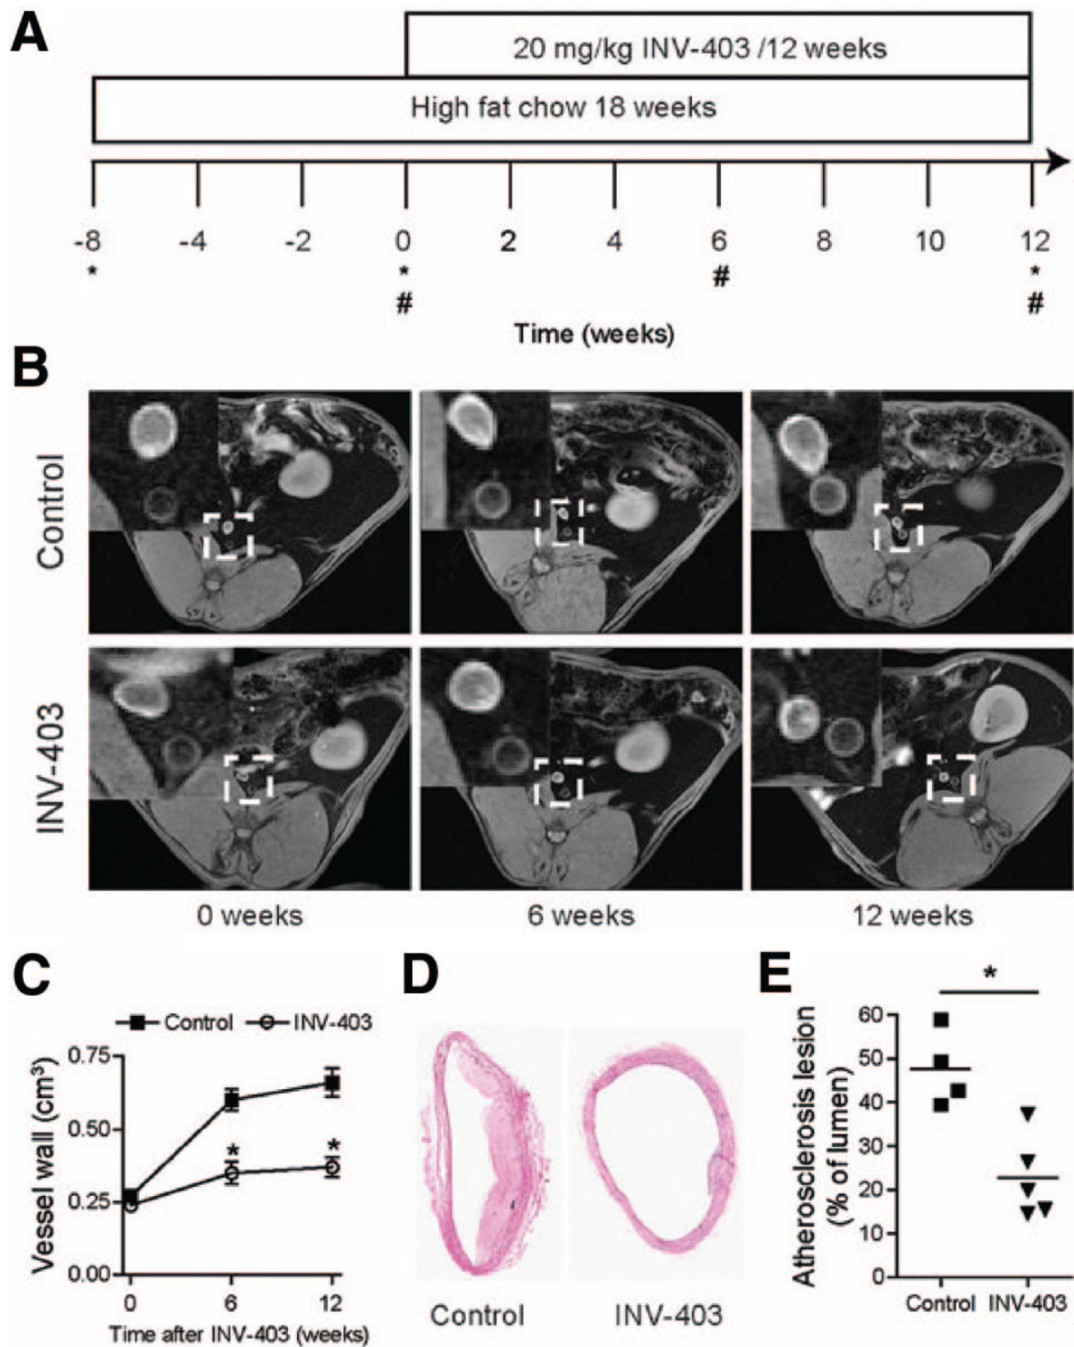 A
20 mg/kg INV-403 /12 weeks
High fat chow 18 weeks
-8 -4 -2 0 2 4 6 8 10 12
* * # *
# #
Time (weeks)
B
Control
INV-403
0 weeks 6 weeks 12 weeks
C D E
Control INV-403
Vessel wall (cm³)
0.75
0.50
0.25
0.00
* *
0 6 12
Time after INV-403 (weeks)
Control INV-403
*
Atherosclerosis lesion
(% of lumen)
60
50
40
30
20
10
0
Control INV-403